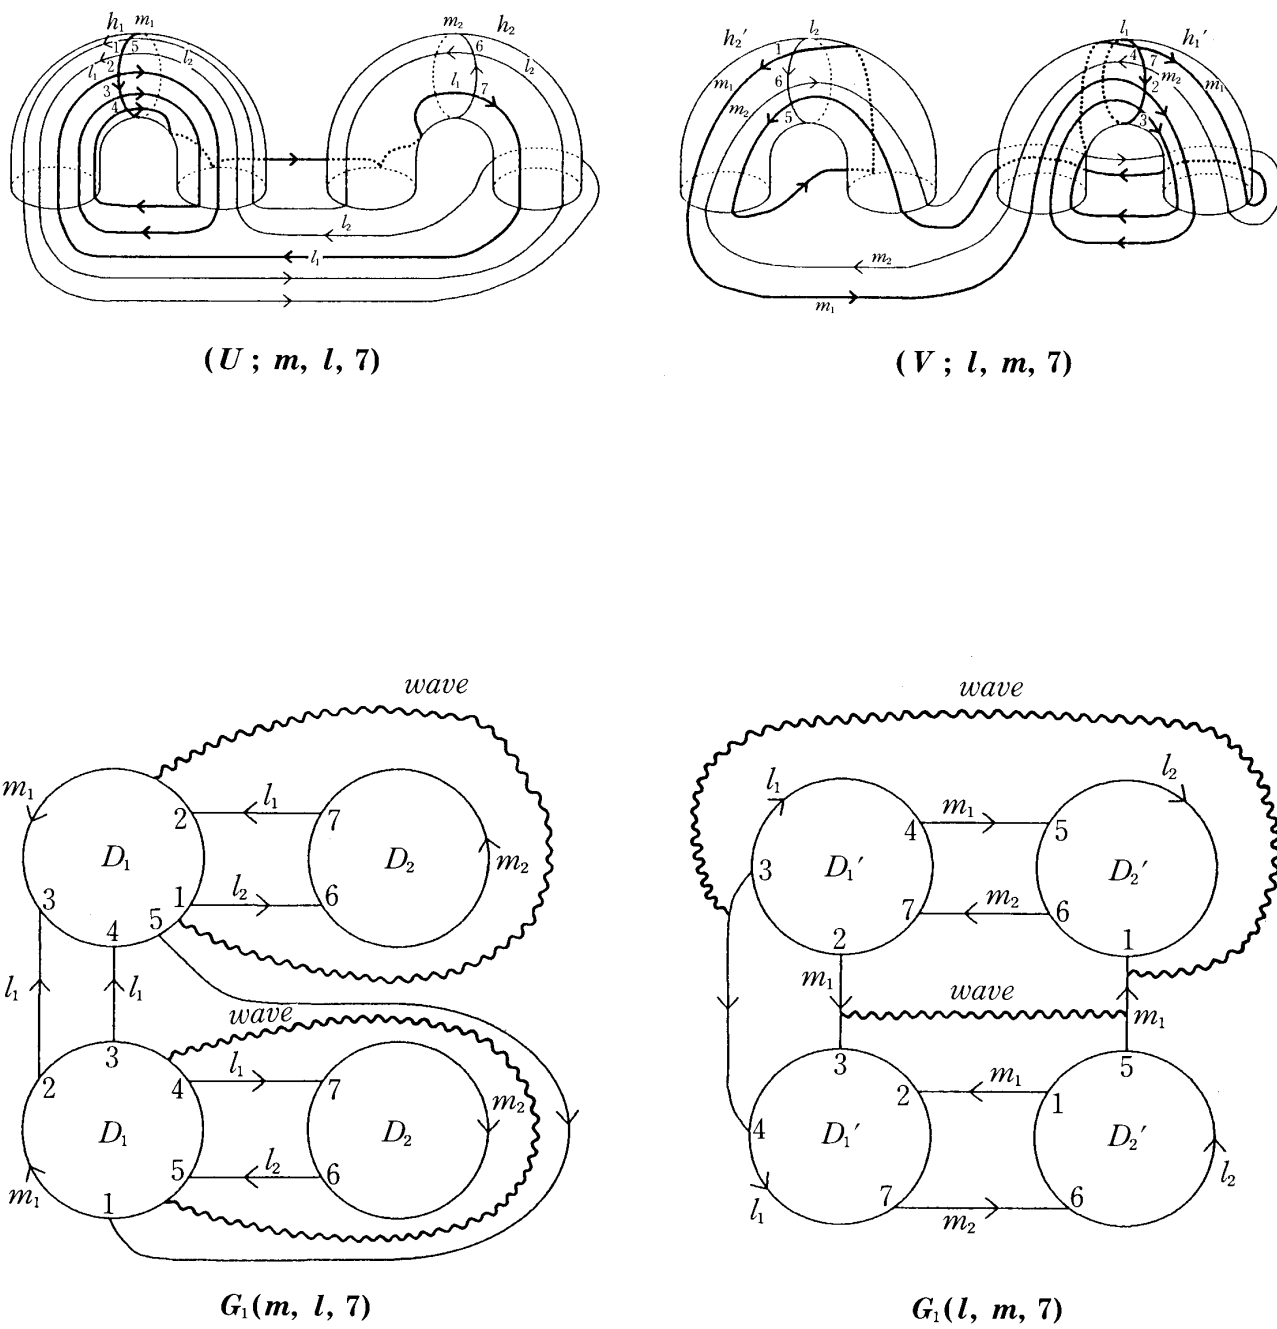 h₁ m₁
1 5
l₂
l₁ 2
3
4
m₂ h₂
6
l₂
l₁
7
l₂
l₁
(U ; m, l, 7)
h₂′ l₂
1
m₁
6
m₂
5
l₁ h₁′
4 7
m₂ m₁
2
3
m₂
m₁
(V ; l, m, 7)
wave
m₁
2 l₁ 7
D₁ D₂
m₂
3 1 l₂ 6
4 5
l₁ l₁
wave
3
2 4 l₁ 7
m₂
D₁ D₂
5 l₂ 6
m₁ 1
G₁(m, l, 7)
wave
l₁ l₂
4 m₁ 5
3 D₁′ D₂′
7 m₂ 6
2 1
m₁ wave m₁
3 5
2 m₁ 1
4 D₁′ D₂′
l₁ 7 m₂ 6 l₂
G₁(l, m, 7)